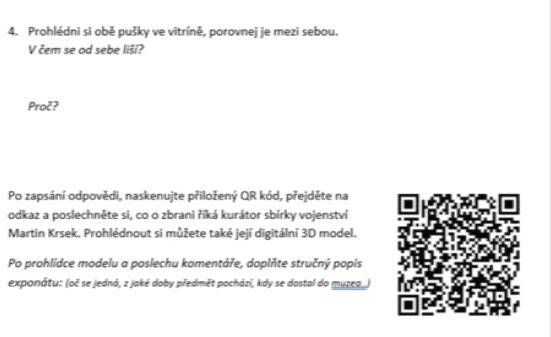 4. Prohlédni si obě pušky ve vitríně, porovnej je mezi sebou.
V čem se od sebe liší?
Proč?
Po zapsání odpovědi, naskenujte přiložený QR kód, přejděte na
odkaz a poslechněte si, co o zbrani říká kurátor sbírky vojenství
Martin Krsek. Prohlédnout si můžete také její digitální 3D model.
Po prohlídce modelu a poslechu komentáře, doplňte stručný popis
exponátu: (oč se jedná, z jaké doby předmět pochází, kdy se dostal do muzea…)